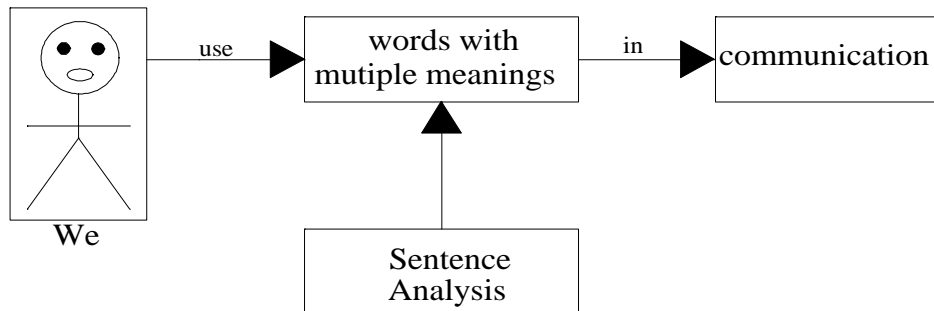 use
words with
mutiple meanings
in
communication
We
Sentence
Analysis